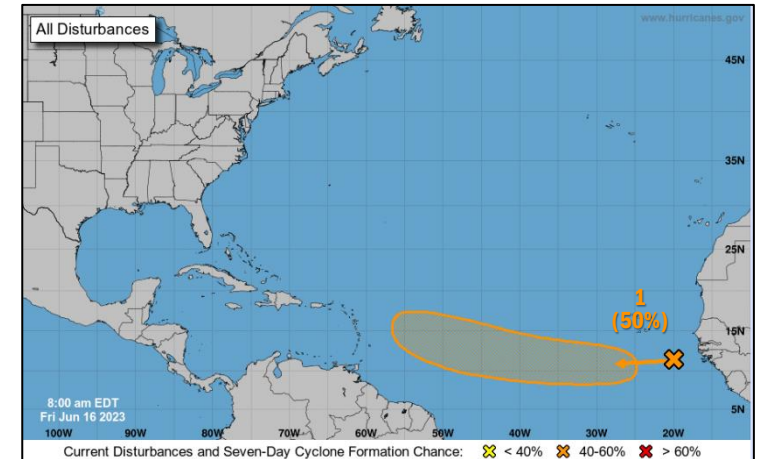 All Disturbances
www.hurricanes.gov
45N
35N
25N
1
(50%)
15N
5N
8:00 am EDT
Fri Jun 16 2023
100W 90W 80W 70W 60W 50W 40W 30W 20W
Current Disturbances and Seven-Day Cyclone Formation Chance: < 40% 40-60% > 60%